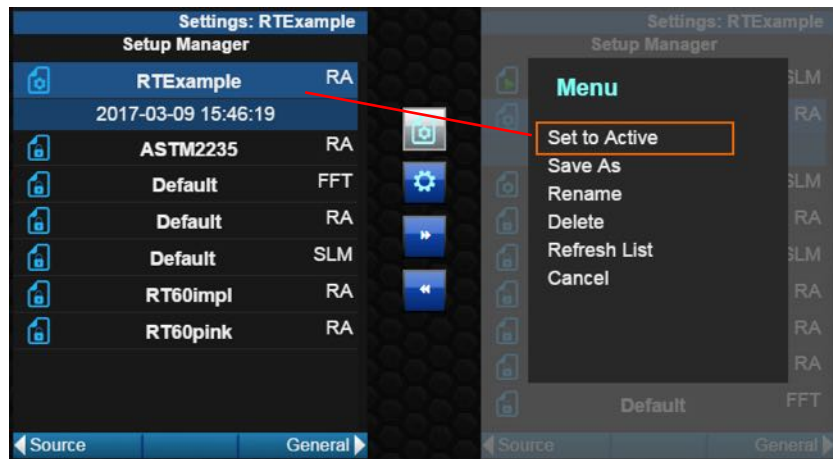 Settings: RTExample
Setup Manager
RTExample RA
2017-03-09 15:46:19
ASTM2235 RA
Default FFT
Default RA
Default SLM
RT60impl RA
RT60pink RA
Source General
Settings: RTExample
Setup Manager
SLM
Menu
RA
Set to Active
Save As
SLM
Rename
Delete
RA
Refresh List
SLM
Cancel
RA
RA
RA
Default FFT
Source General